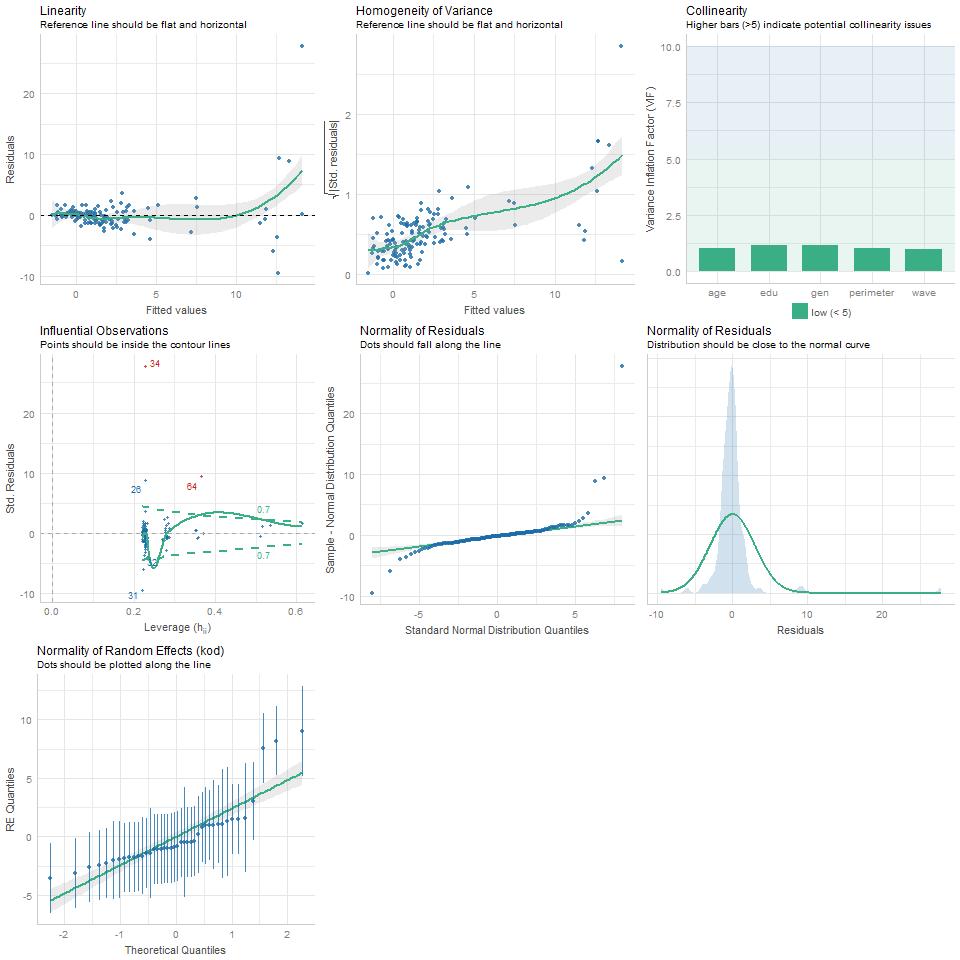 Linearity
Reference line should be flat and horizontal
Residuals
20
10
0
-10
0
5
10
Fitted values
Homogeneity of Variance
Reference line should be flat and horizontal
√|Std. residuals|
2
1
0
0
5
10
Fitted values
Collinearity
Higher bars (>5) indicate potential collinearity issues
Variance Inflation Factor (VIF)
10.0
7.5
5.0
2.5
0.0
age
edu
gen
perimeter
wave
low (< 5)
Influential Observations
Points should be inside the contour lines
Std. Residuals
20
10
0
-10
34
26
64
31
0.7
0.7
0.0
0.2
0.4
0.6
Leverage (hii)
Normality of Residuals
Dots should fall along the line
Sample - Normal Distribution Quantiles
20
10
0
-10
-5
0
5
Standard Normal Distribution Quantiles
Normality of Residuals
Distribution should be close to the normal curve
-10
0
10
20
Residuals
Normality of Random Effects (kod)
Dots should be plotted along the line
RE Quantiles
10
5
0
-5
-2
-1
0
1
2
Theoretical Quantiles